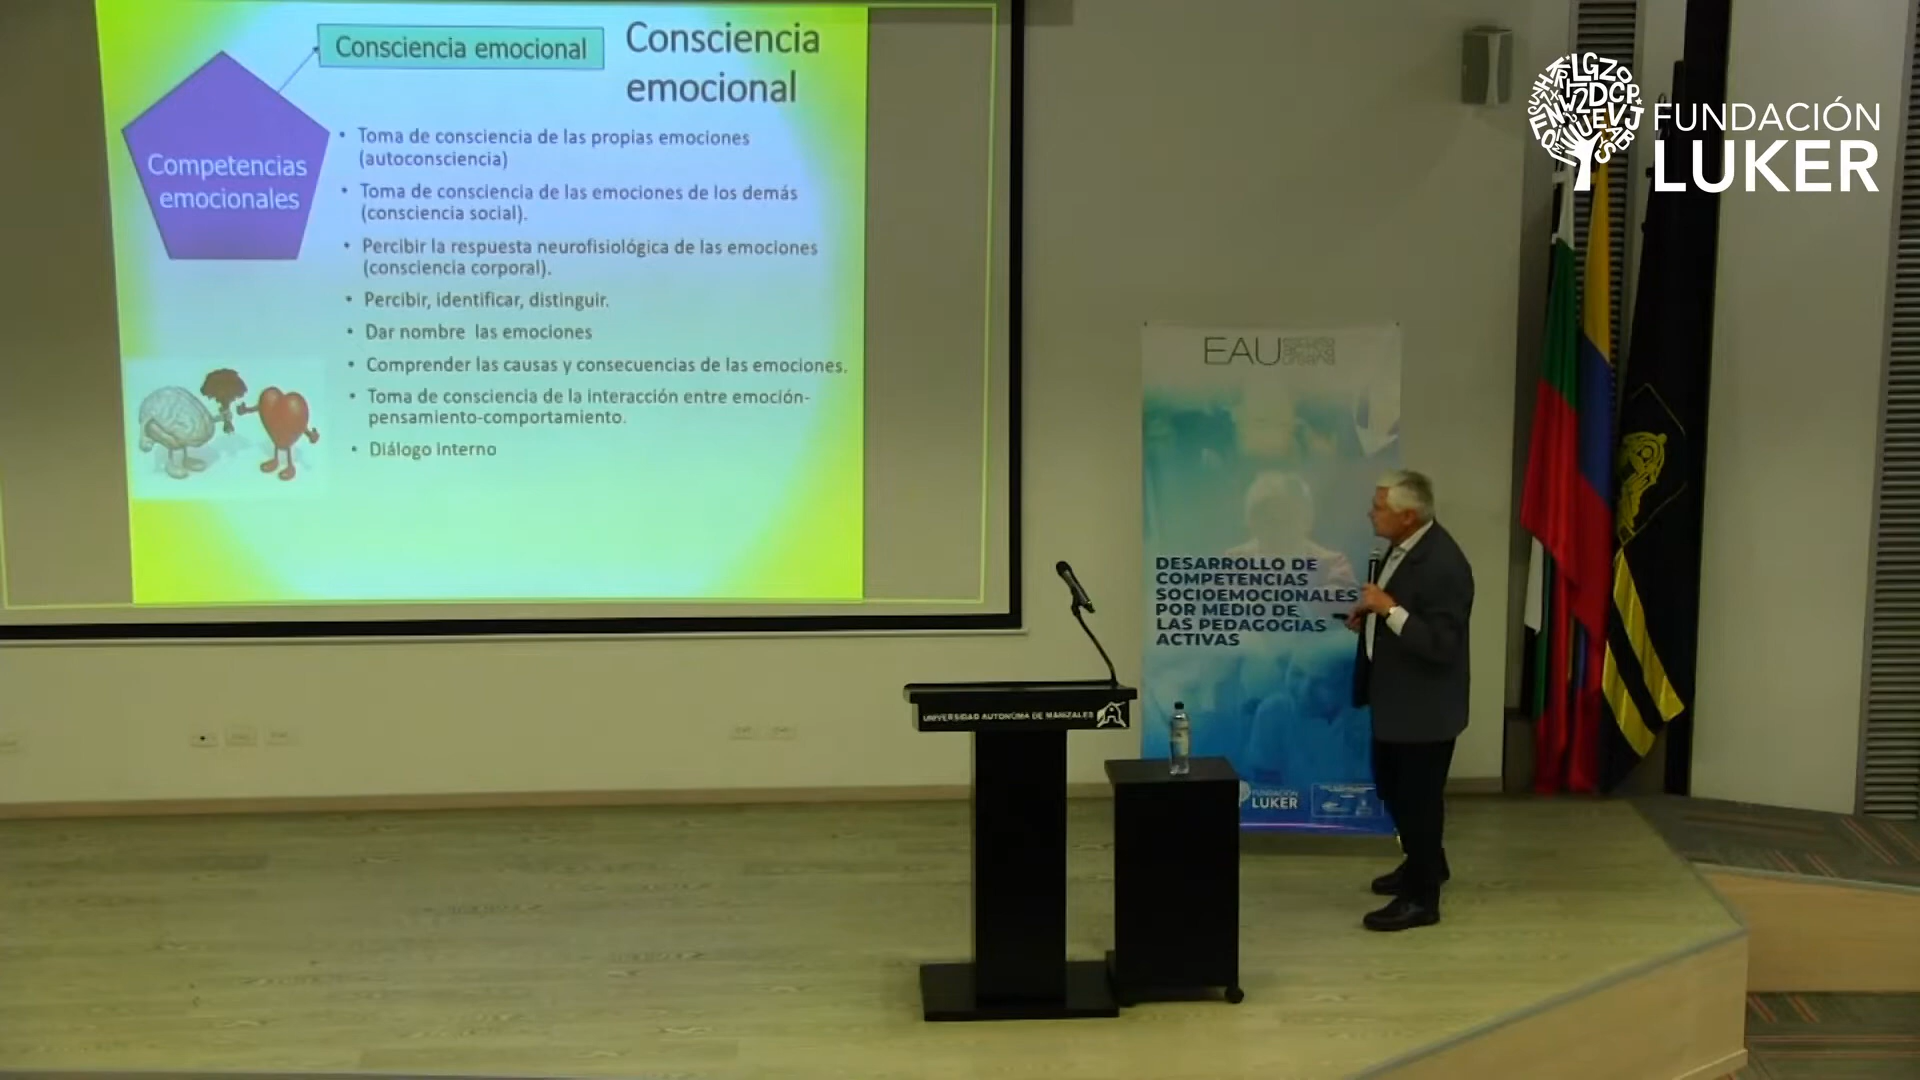 Consciencia emocional
Consciencia
emocional
Competencias
emocionales
• Toma de consciencia de las propias emociones
(autoconsciencia)
• Toma de consciencia de las emociones de los demás
(consciencia social).
• Percibir la respuesta neurofisiológica de las emociones
(consciencia corporal).
• Percibir, identificar, distinguir.
• Dar nombre las emociones
• Comprender las causas y consecuencias de las emociones.
• Toma de consciencia de la interacción entre emoción-
pensamiento-comportamiento.
• Diálogo interno
FUNDACIÓN
LUKER
EAU
DESARROLLO DE
COMPETENCIAS
SOCIOEMOCIONALES
POR MEDIO DE
LAS PEDAGOGÍAS
ACTIVAS
UNIVERSIDAD AUTÓNOMA DE MANIZALES
FUNDACIÓN
LUKER